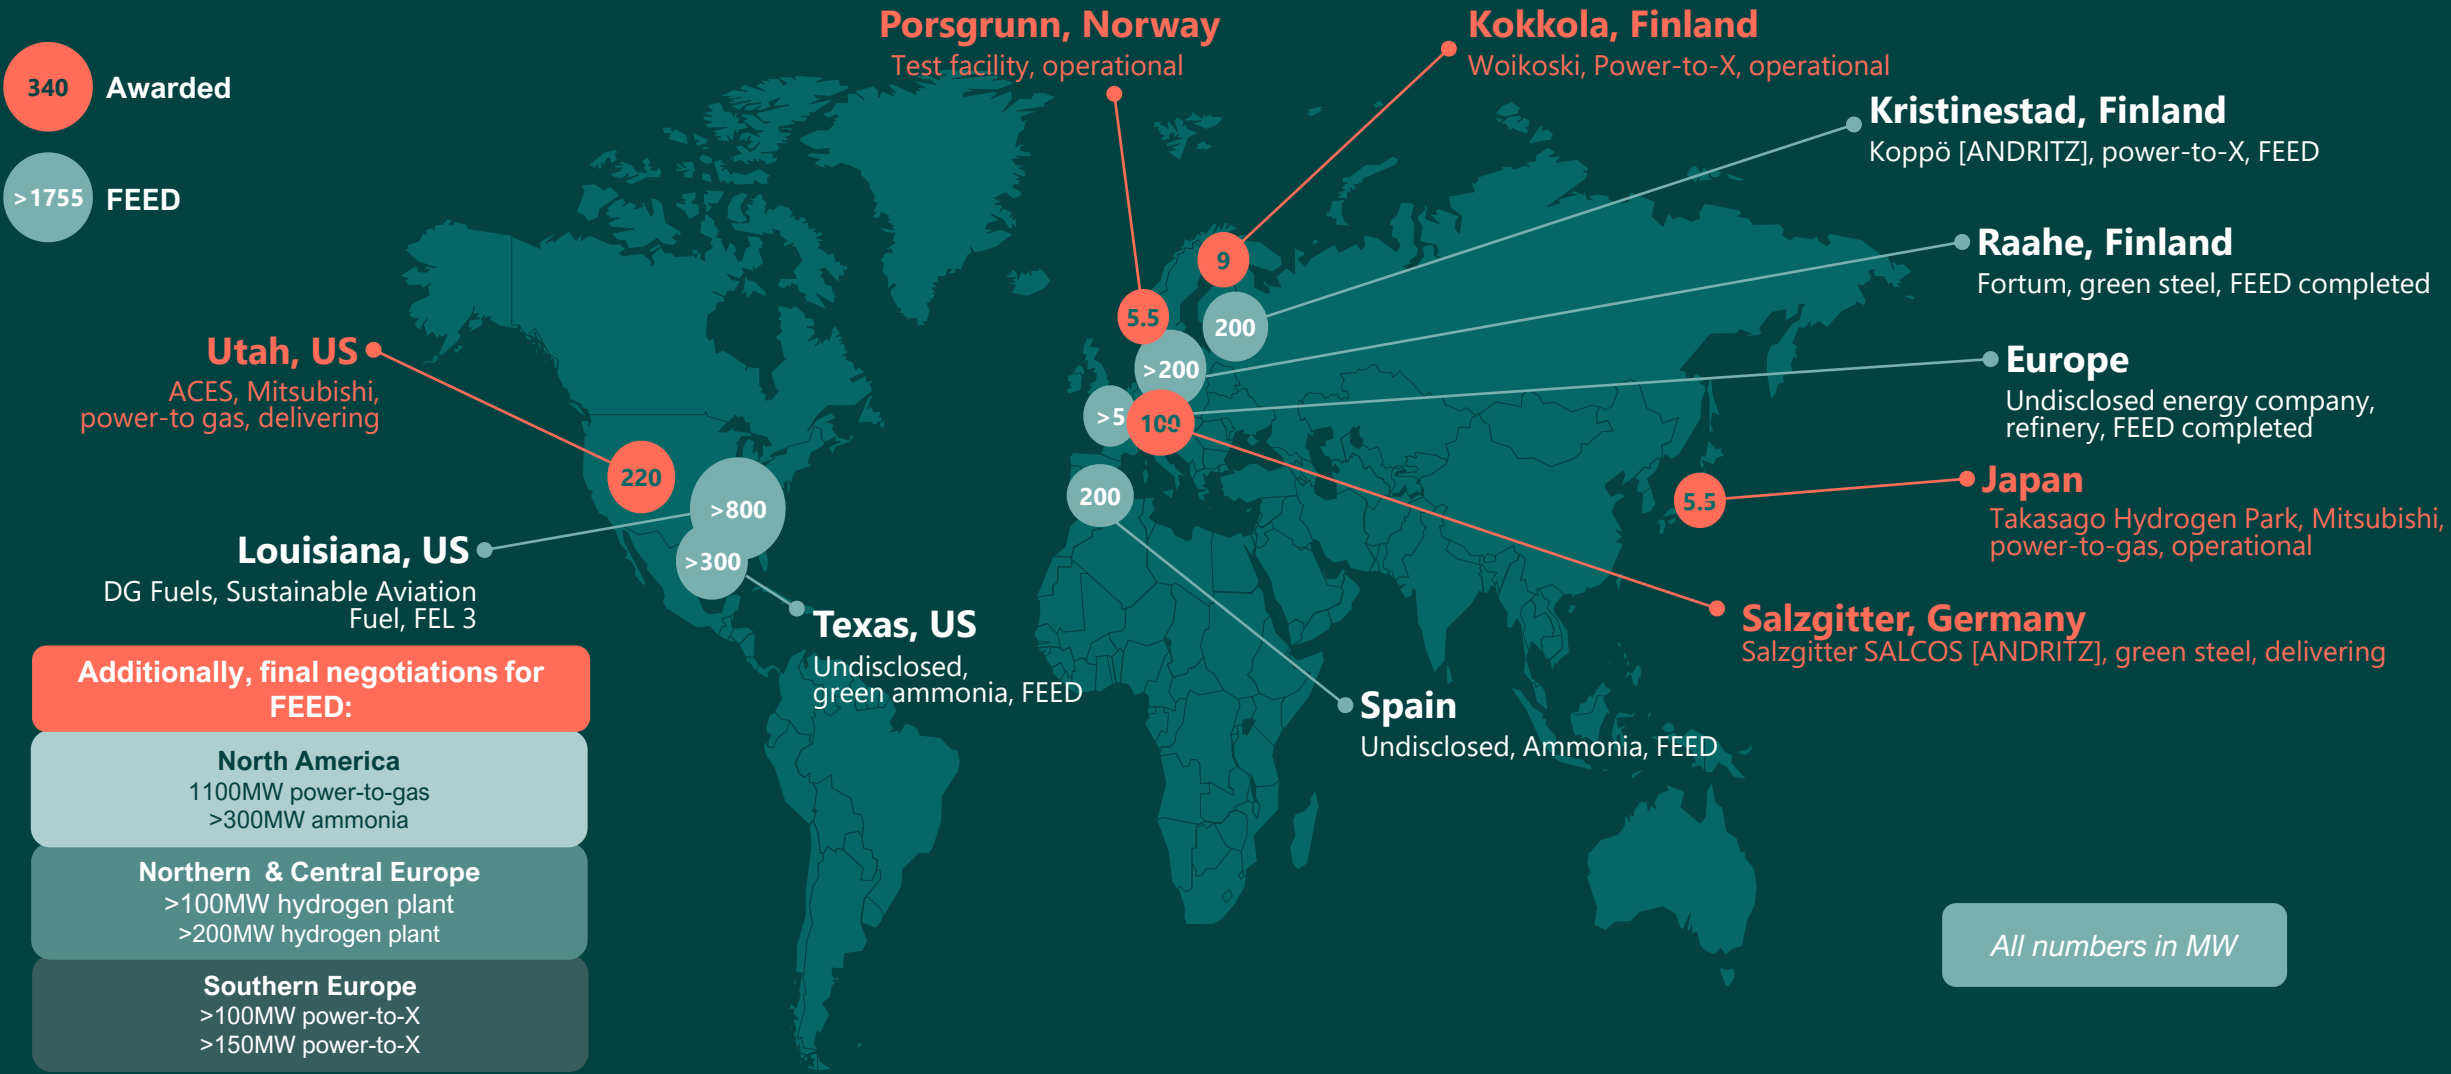 340
Awarded
>1755
FEED
Porsgrunn, Norway
Test facility, operational
Kokkola, Finland
Woikoski, Power-to-X, operational
Kristinestad, Finland
Koppö [ANDRITZ], power-to-X, FEED
Raahe, Finland
Fortum, green steel, FEED completed
Europe
Undisclosed energy company,
refinery, FEED completed
Japan
Takasago Hydrogen Park, Mitsubishi,
power-to-gas, operational
Salzgitter, Germany
Salzgitter SALCOS [ANDRITZ], green steel, delivering
Spain
Undisclosed, Ammonia, FEED
Utah, US
ACES, Mitsubishi,
power-to gas, delivering
Louisiana, US
DG Fuels, Sustainable Aviation
Fuel, FEL 3
Texas, US
Undisclosed,
green ammonia, FEED
9
5.5
200
>200
>5
100
200
220
>800
>300
5.5
Additionally, final negotiations for
FEED:
North America
1100MW power-to-gas
>300MW ammonia
Northern & Central Europe
>100MW hydrogen plant
>200MW hydrogen plant
Southern Europe
>100MW power-to-X
>150MW power-to-X
All numbers in MW